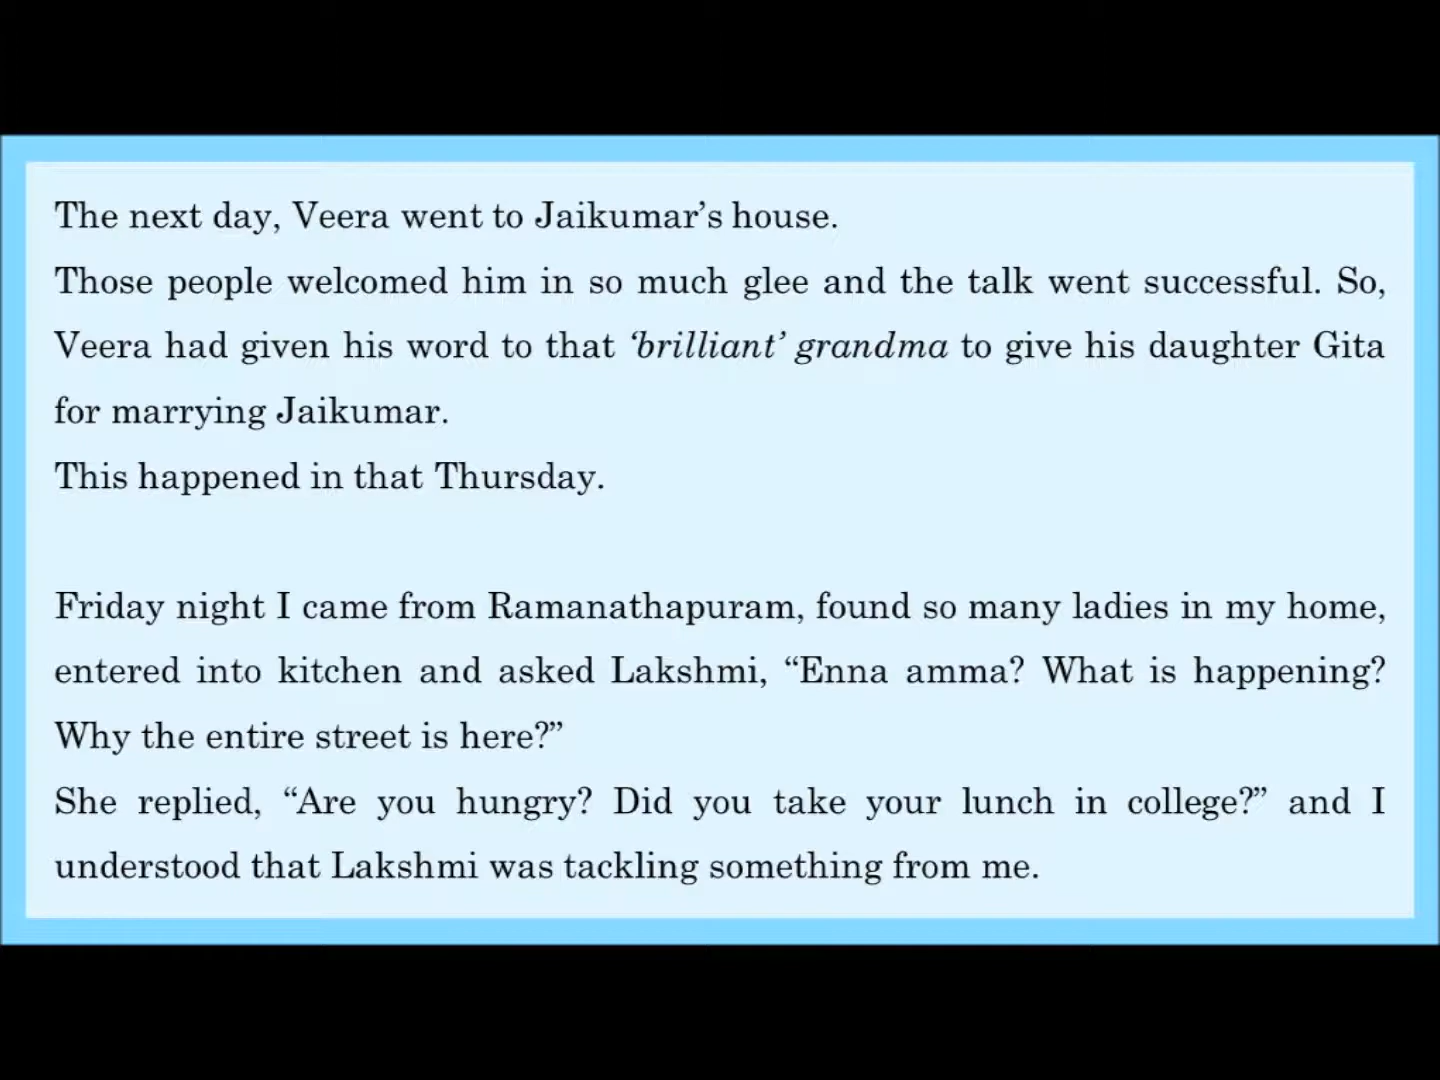 The next day, Veera went to Jaikumar’s house.
Those people welcomed him in so much glee and the talk went successful. So,
Veera had given his word to that ‘brilliant’ grandma to give his daughter Gita
for marrying Jaikumar.
This happened in that Thursday.
Friday night I came from Ramanathapuram, found so many ladies in my home,
entered into kitchen and asked Lakshmi, “Enna amma? What is happening?
Why the entire street is here?”
She replied, “Are you hungry? Did you take your lunch in college?” and I
understood that Lakshmi was tackling something from me.